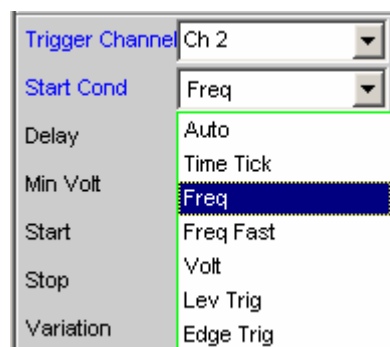 Trigger Channel Ch 2
Start Cond Freq
Delay Auto
Time Tick
Min Volt
Freq
Start Freq Fast
Volt
Stop
Lev Trig
Variation Edge Trig